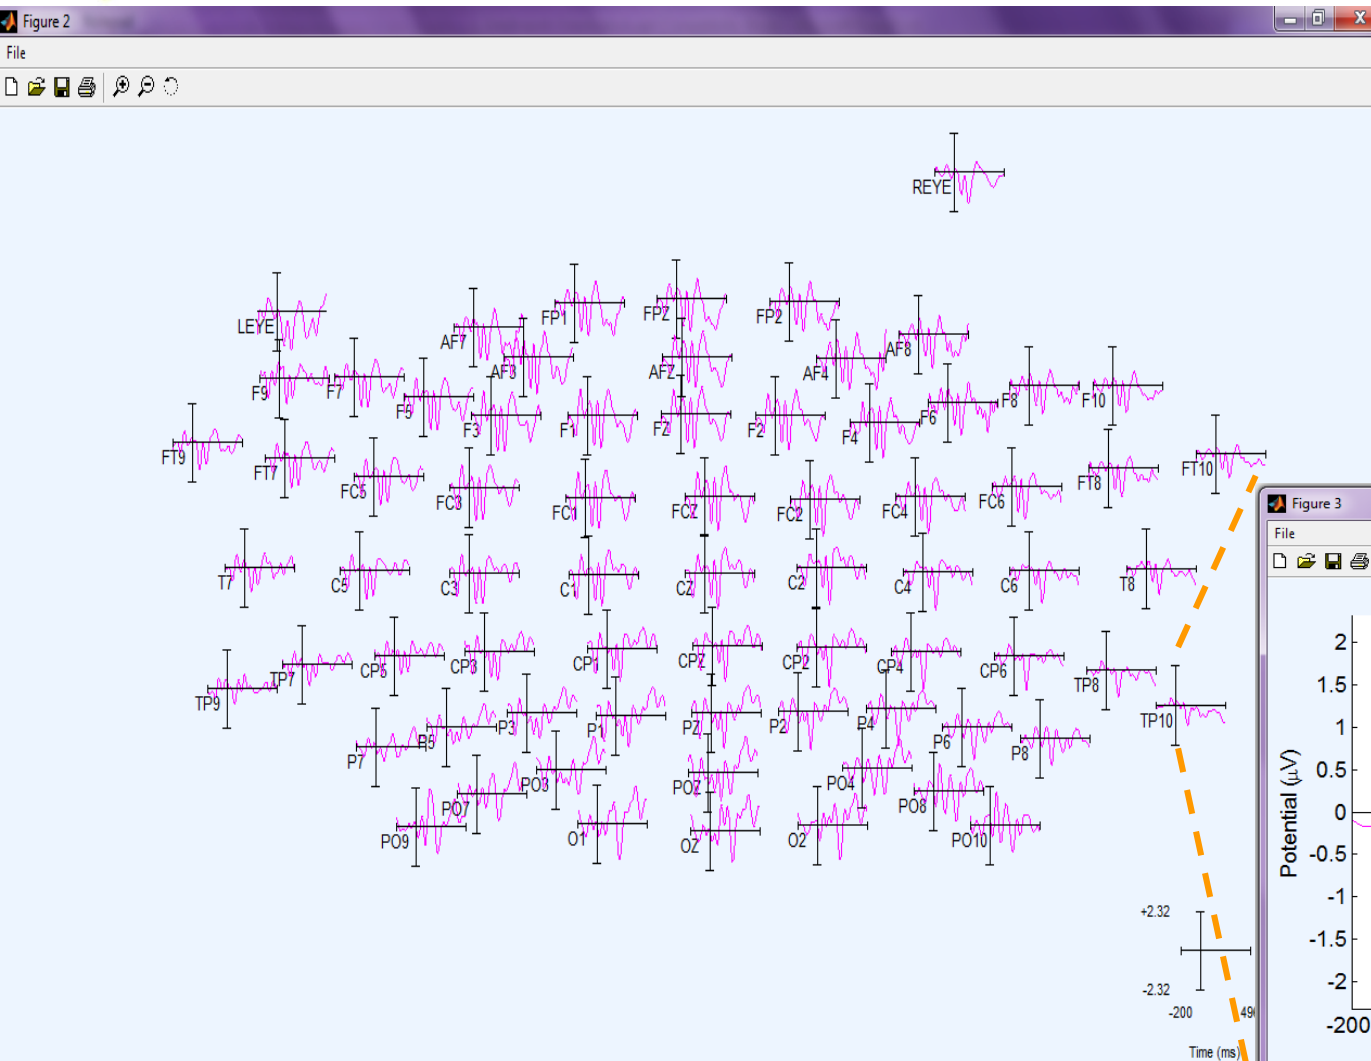 Figure 2
File
REYE
LEYE
AF7
FP1
FPZ
FP2
AF8
AF3
AFZ
AF4
F9
F7
F5
F3
F1
FZ
F2
F4
F6
F8
F10
FT9
FT7
FC5
FC3
FC1
FCZ
FC2
FC4
FC6
FT8
FT10
T7
C5
C3
C1
CZ
C2
C4
C6
T8
TP9
TP7
CP5
CP3
CP1
CPZ
CP2
CP4
CP6
TP8
TP10
P7
P5
P3
P1
PZ
P2
P4
P6
P8
PO9
PO7
PO3
POZ
PO4
PO8
PO10
O1
OZ
O2
+2.32
-2.32
-200
Time (ms)
Figure 3
File
2
1.5
1
0.5
0
-0.5
-1
-1.5
-2
-200
Potential (μV)